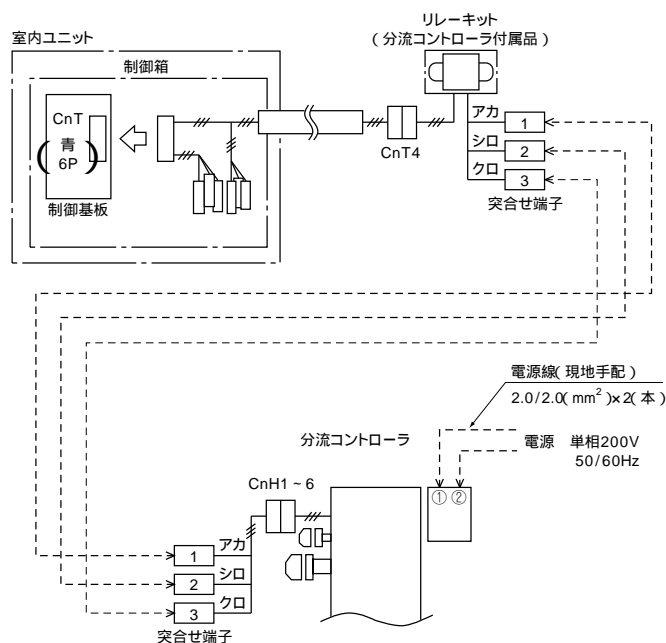 リレーキット
(分流コントローラ付属品)
室内ユニット
制御箱
CnT
青
6P
制御基板
CnT4
アカ
1
シロ
2
クロ
3
突合せ端子
電源線(現地手配)
2.0/2.0(mm²)×2(本)
電源 単相200V
50/60Hz
分流コントローラ
① ②
CnH1~6
アカ
1
シロ
2
クロ
3
突合せ端子